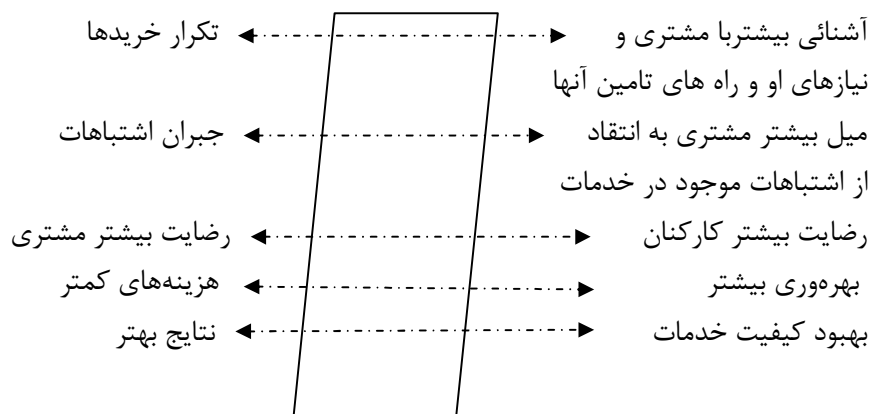 آشنائی بیشتربا مشتری و
نیازهای او و راه های تامین آنها
تکرار خریدها
میل بیشتر مشتری به انتقاد
از اشتباهات موجود در خدمات
جبران اشتباهات
رضایت بیشتر کارکنان
رضایت بیشتر مشتری
بهره‌وری بیشتر
هزینه‌های کمتر
بهبود کیفیت خدمات
نتایج بهتر